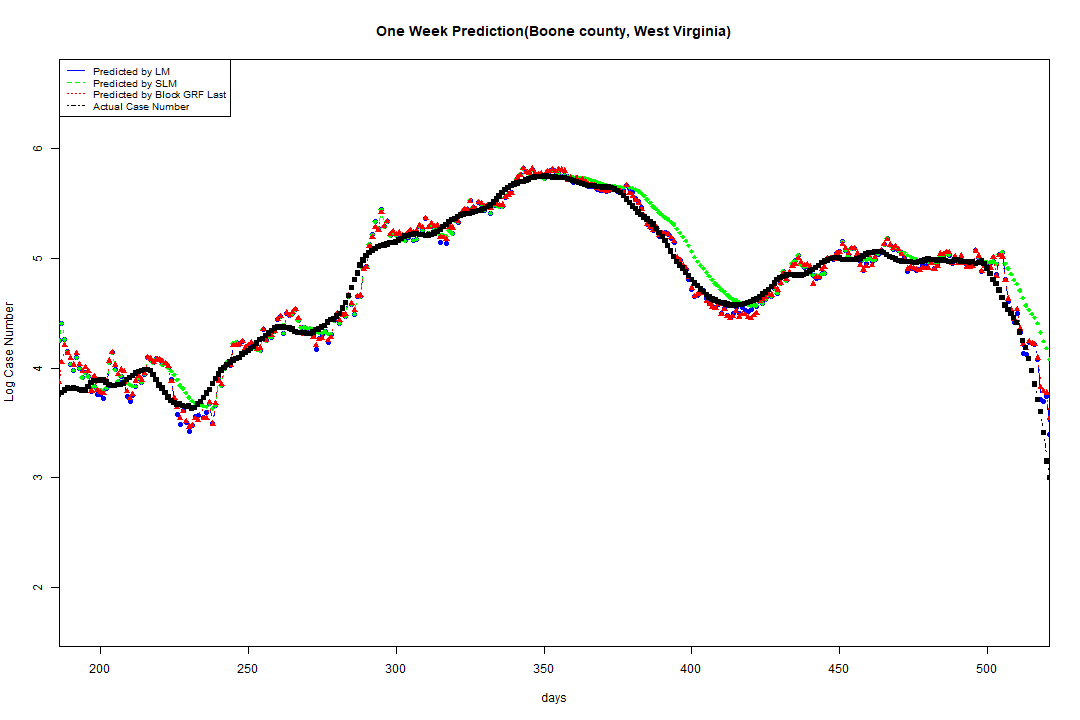 One Week Prediction(Boone county, West Virginia)
Predicted by LM
Predicted by SLM
Predicted by Block GRF Last
Actual Case Number
Log Case Number
6
5
4
3
2
200 250 300 350 400 450 500
days